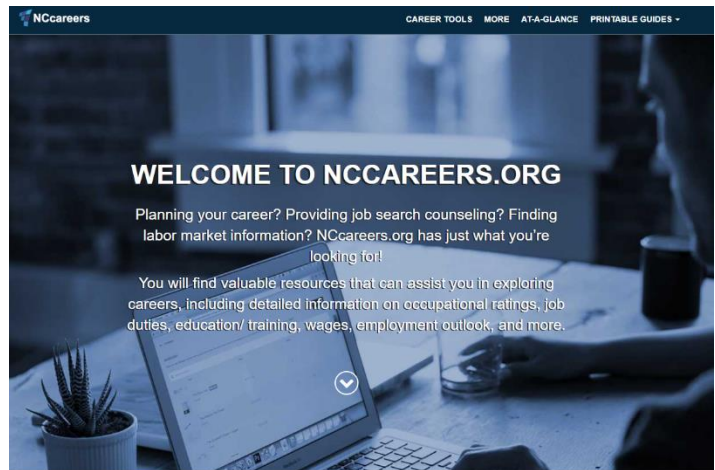 NCcareers
CAREER TOOLS MORE AT-A-GLANCE PRINTABLE GUIDES
WELCOME TO NCCAREERS.ORG
Planning your career? Providing job search counseling? Finding
labor market information? NCcareers.org has just what you're
looking for!
You will find valuable resources that can assist you in exploring
careers, including detailed information on occupational ratings, job
duties, education/ training, wages, employment outlook, and more.